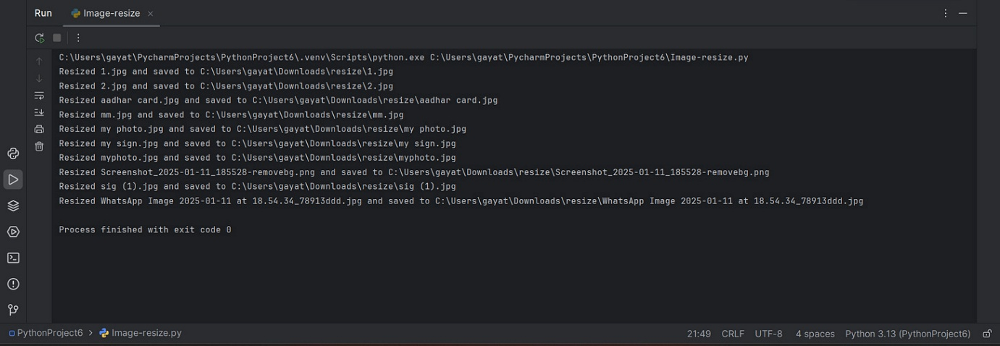 Run Image-resize
C:\Users\gayat\PycharmProjects\PythonProject6\.venv\Scripts\python.exe C:\Users\gayat\PycharmProjects\PythonProject6\Image-resize.py
Resized 1.jpg and saved to C:\Users\gayat\Downloads\resize\1.jpg
Resized 2.jpg and saved to C:\Users\gayat\Downloads\resize\2.jpg
Resized aadhar card.jpg and saved to C:\Users\gayat\Downloads\resize\aadhar card.jpg
Resized mm.jpg and saved to C:\Users\gayat\Downloads\resize\mm.jpg
Resized my photo.jpg and saved to C:\Users\gayat\Downloads\resize\my photo.jpg
Resized my sign.jpg and saved to C:\Users\gayat\Downloads\resize\my sign.jpg
Resized myphoto.jpg and saved to C:\Users\gayat\Downloads\resize\myphoto.jpg
Resized Screenshot_2025-01-11_185528-removebg.png and saved to C:\Users\gayat\Downloads\resize\Screenshot_2025-01-11_185528-removebg.png
Resized sig (1).jpg and saved to C:\Users\gayat\Downloads\resize\sig (1).jpg
Resized WhatsApp Image 2025-01-11 at 18.54.34_78913ddd.jpg and saved to C:\Users\gayat\Downloads\resize\WhatsApp Image 2025-01-11 at 18.54.34_78913ddd.jpg
Process finished with exit code 0
PythonProject6 > Image-resize.py 21:49 CRLF UTF-8 4 spaces Python 3.13 (PythonProject6)